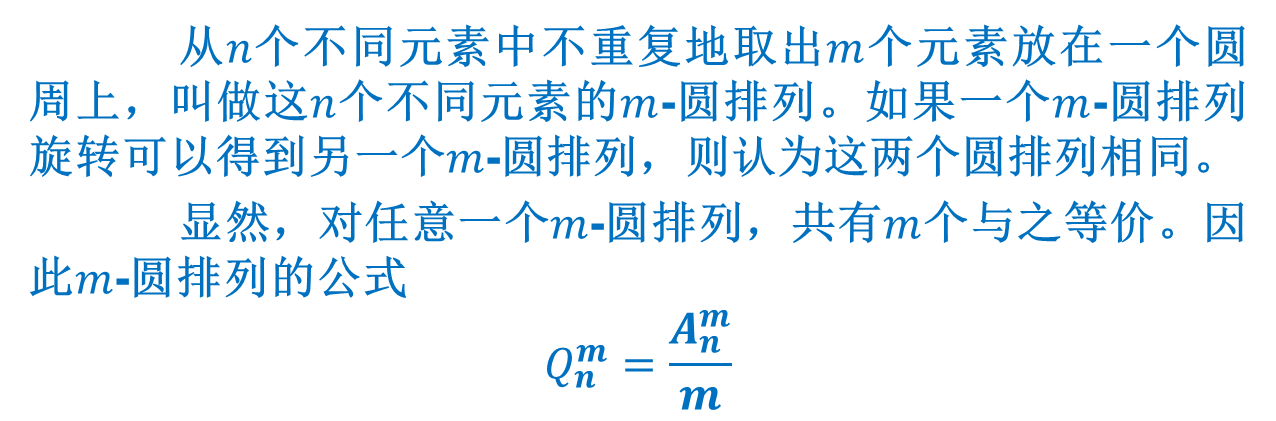 从n个不同元素中不重复地取出m个元素放在一个圆
周上，叫做这n个不同元素的m-圆排列。如果一个m-圆排列
旋转可以得到另一个m-圆排列，则认为这两个圆排列相同。
显然，对任意一个m-圆排列，共有m个与之等价。因
此m-圆排列的公式
Q_n^m = \frac{A_n^m}{m}